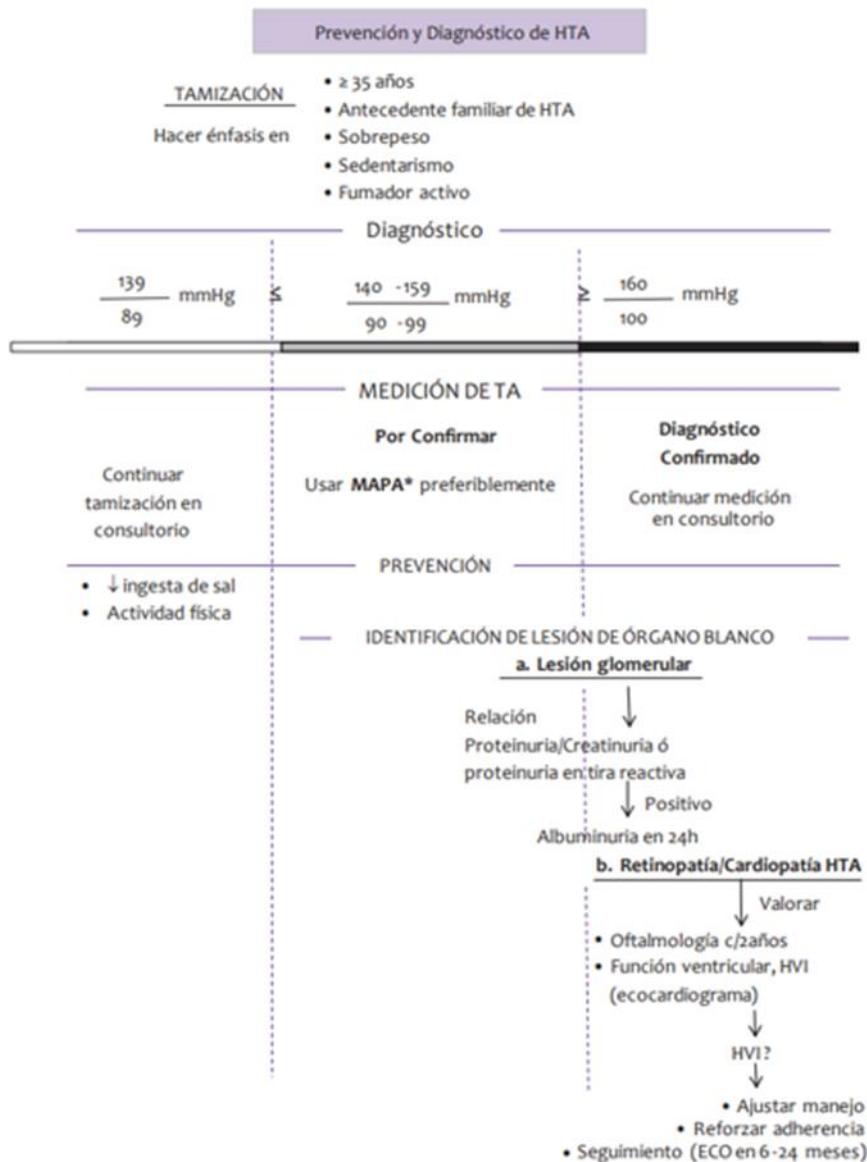 Prevención y Diagnóstico de HTA
TAMIZACIÓN
Hacer énfasis en
• ≥ 35 años
• Antecedente familiar de HTA
• Sobrepeso
• Sedentarismo
• Fumador activo
Diagnóstico
139
89
mmHg
≤
140 -159
90 -99
mmHg
≥
160
100
mmHg
MEDICIÓN DE TA
Continuar
tamización en
consultorio
Por Confirmar
Usar MAPA* preferiblemente
Diagnóstico
Confirmado
Continuar medición
en consultorio
PREVENCIÓN
• ↓ ingesta de sal
• Actividad física
IDENTIFICACIÓN DE LESIÓN DE ÓRGANO BLANCO
a. Lesión glomerular
Relación
Proteinuria/Creatinuria ó
proteinuria en tira reactiva
Positivo
Albuminuria en 24h
b. Retinopatía/Cardiopatía HTA
Valorar
• Oftalmología c/2años
• Función ventricular, HVI
(ecocardiograma)
HVI?
• Ajustar manejo
• Reforzar adherencia
• Seguimiento (ECO en 6-24 meses)